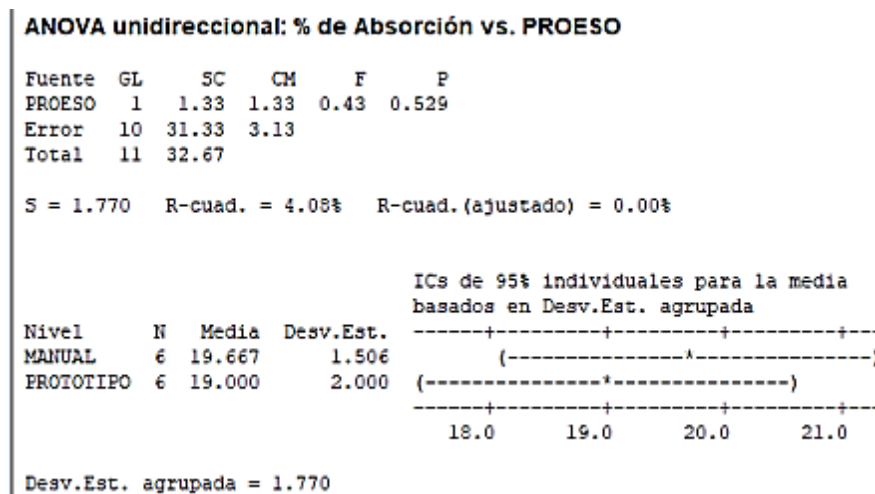 ANOVA unidireccional: % de Absorción vs. PROESO
Fuente GL SC CM F P
PROESO 1 1.33 1.33 0.43 0.529
Error 10 31.33 3.13
Total 11 32.67
S = 1.770 R-cuad. = 4.08% R-cuad.(ajustado) = 0.00%
ICs de 95% individuales para la media
basados en Desv.Est. agrupada
Nivel N Media Desv.Est. ------+---------+---------+---------+---
MANUAL 6 19.667 1.506 (---------------*---------------)
PROTOTIPO 6 19.000 2.000 (---------------*---------------)
------+---------+---------+---------+---
18.0 19.0 20.0 21.0
Desv.Est. agrupada = 1.770